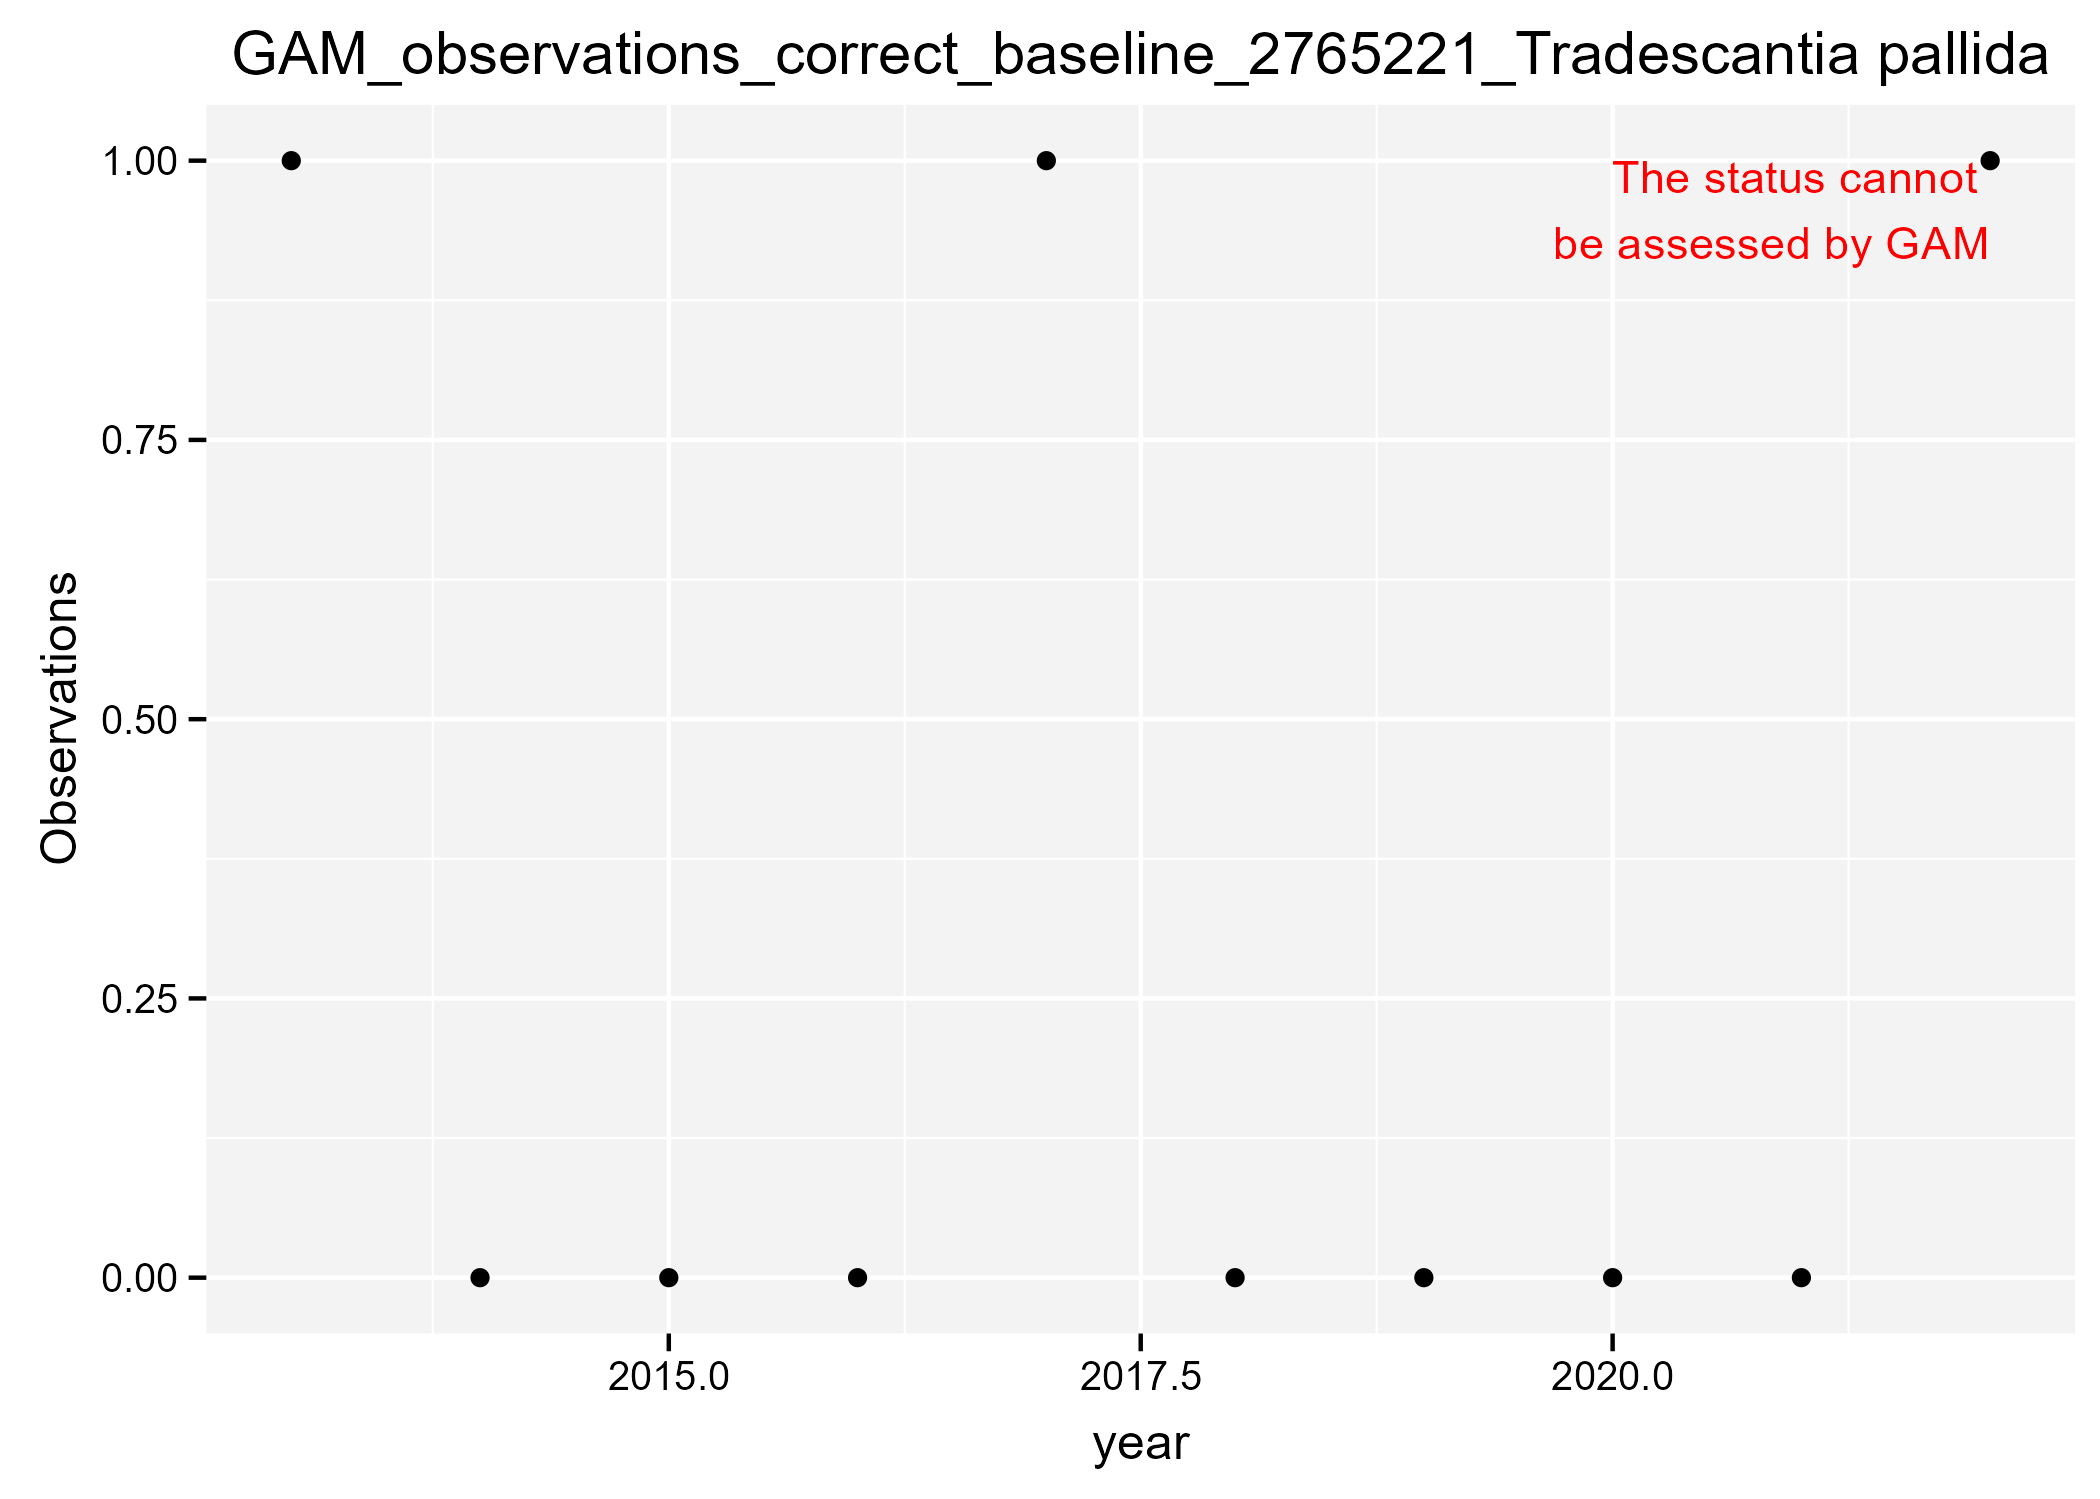 GAM_observations_correct_baseline_2765221_Tradescantia pallida
1.00
The status cannot
be assessed by GAM
0.75
0.50
Observations
0.25
0.00
2015.0 2017.5 2020.0
year